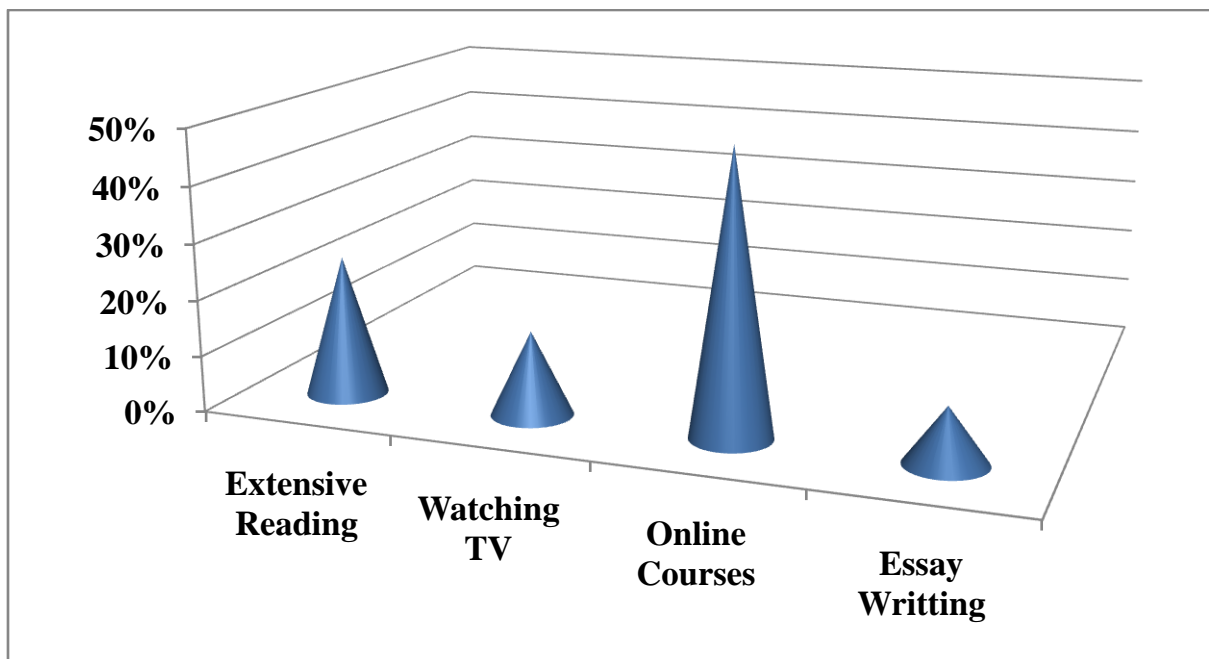 50%
40%
30%
20%
10%
0%
Extensive
Reading
Watching
TV
Online
Courses
Essay
Writting